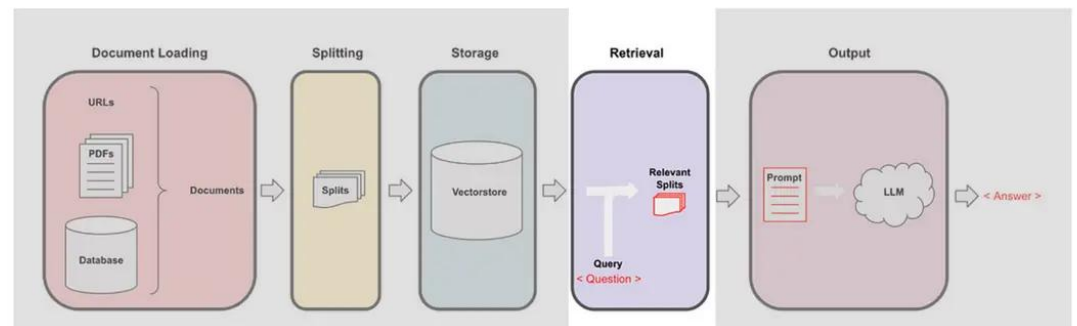 Document Loading
Splitting
Storage
Retrieval
Output
URLs
PDFs
Documents
Database
Splits
Vectorstore
Relevant
Splits
Query
< Question >
Prompt
LLM
< Answer >